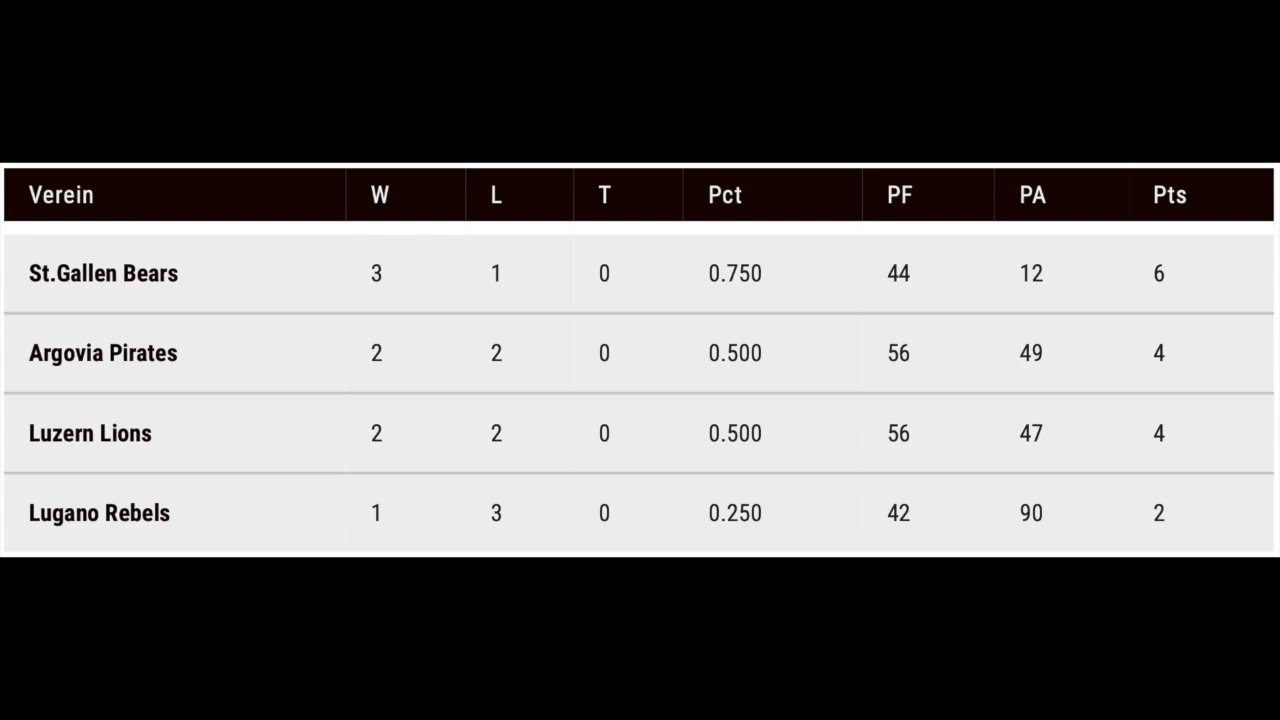 Verein W L T Pct PF PA Pts
St.Gallen Bears 3 1 0 0.750 44 12 6
Argovia Pirates 2 2 0 0.500 56 49 4
Luzern Lions 2 2 0 0.500 56 47 4
Lugano Rebels 1 3 0 0.250 42 90 2